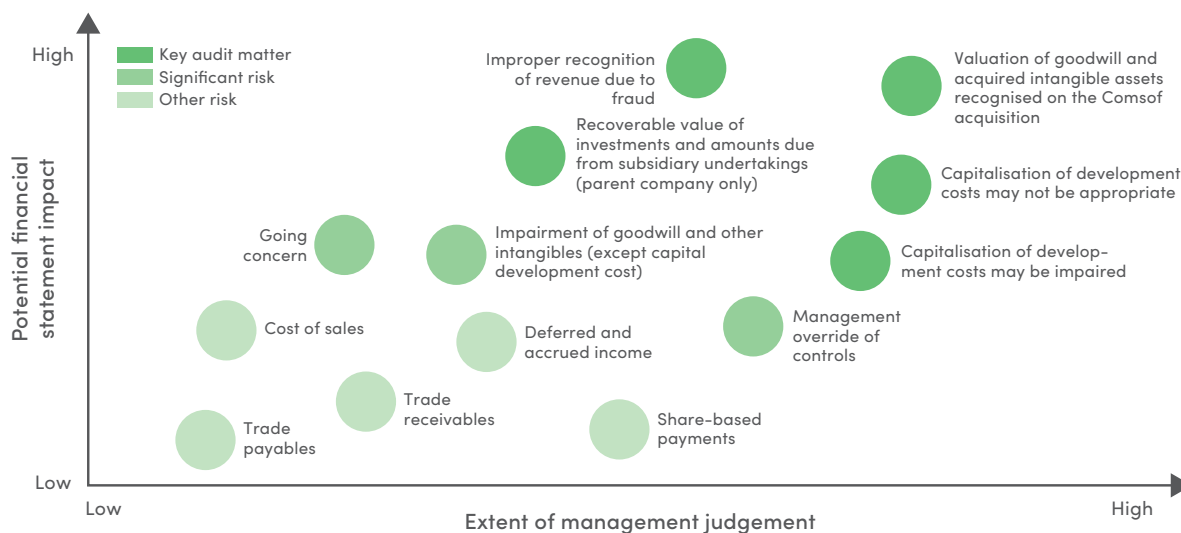 High
Key audit matter
Significant risk
Other risk
Improper recognition
of revenue due to
fraud
Valuation of goodwill and
acquired intangible assets
recognised on the Comsof
acquisition
Recoverable value of
investments and amounts due
from subsidiary undertakings
(parent company only)
Capitalisation of development
costs may not be appropriate
Potential financial
statement impact
Going
concern
Impairment of goodwill and other
intangibles (except capital
development cost)
Capitalisation of develop-
ment costs may be impaired
Cost of sales
Deferred and
accrued income
Management
override of
controls
Trade
receivables
Trade
payables
Share-based
payments
Low
Low
High
Extent of management judgement